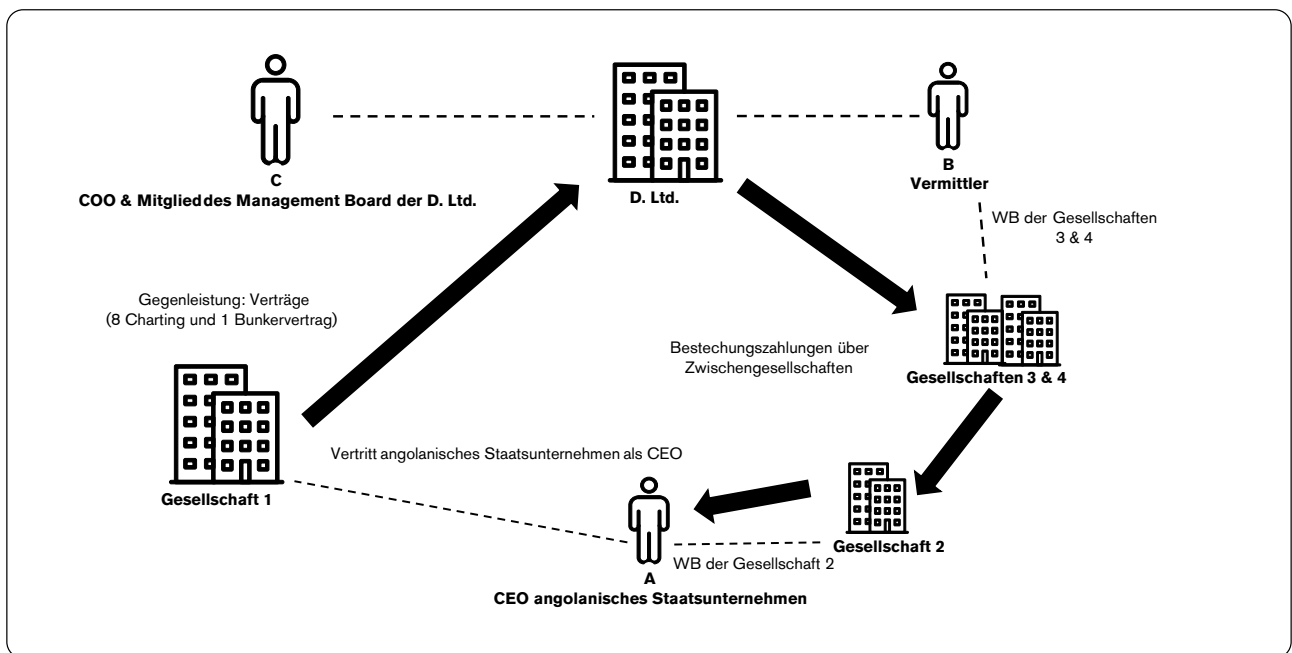 C
COO & Mitglied des Management Board der D. Ltd.
D. Ltd.
B
Vermittler
WB der Gesellschaften
3 & 4
Gegenleistung: Verträge
(8 Charting und 1 Bunkervertrag)
Bestechungszahlungen über
Zwischengesellschaften
Gesellschaften 3 & 4
Vertritt angolanisches Staatsunternehmen als CEO
Gesellschaft 1
Gesellschaft 2
WB der Gesellschaft 2
A
CEO angolanisches Staatsunternehmen